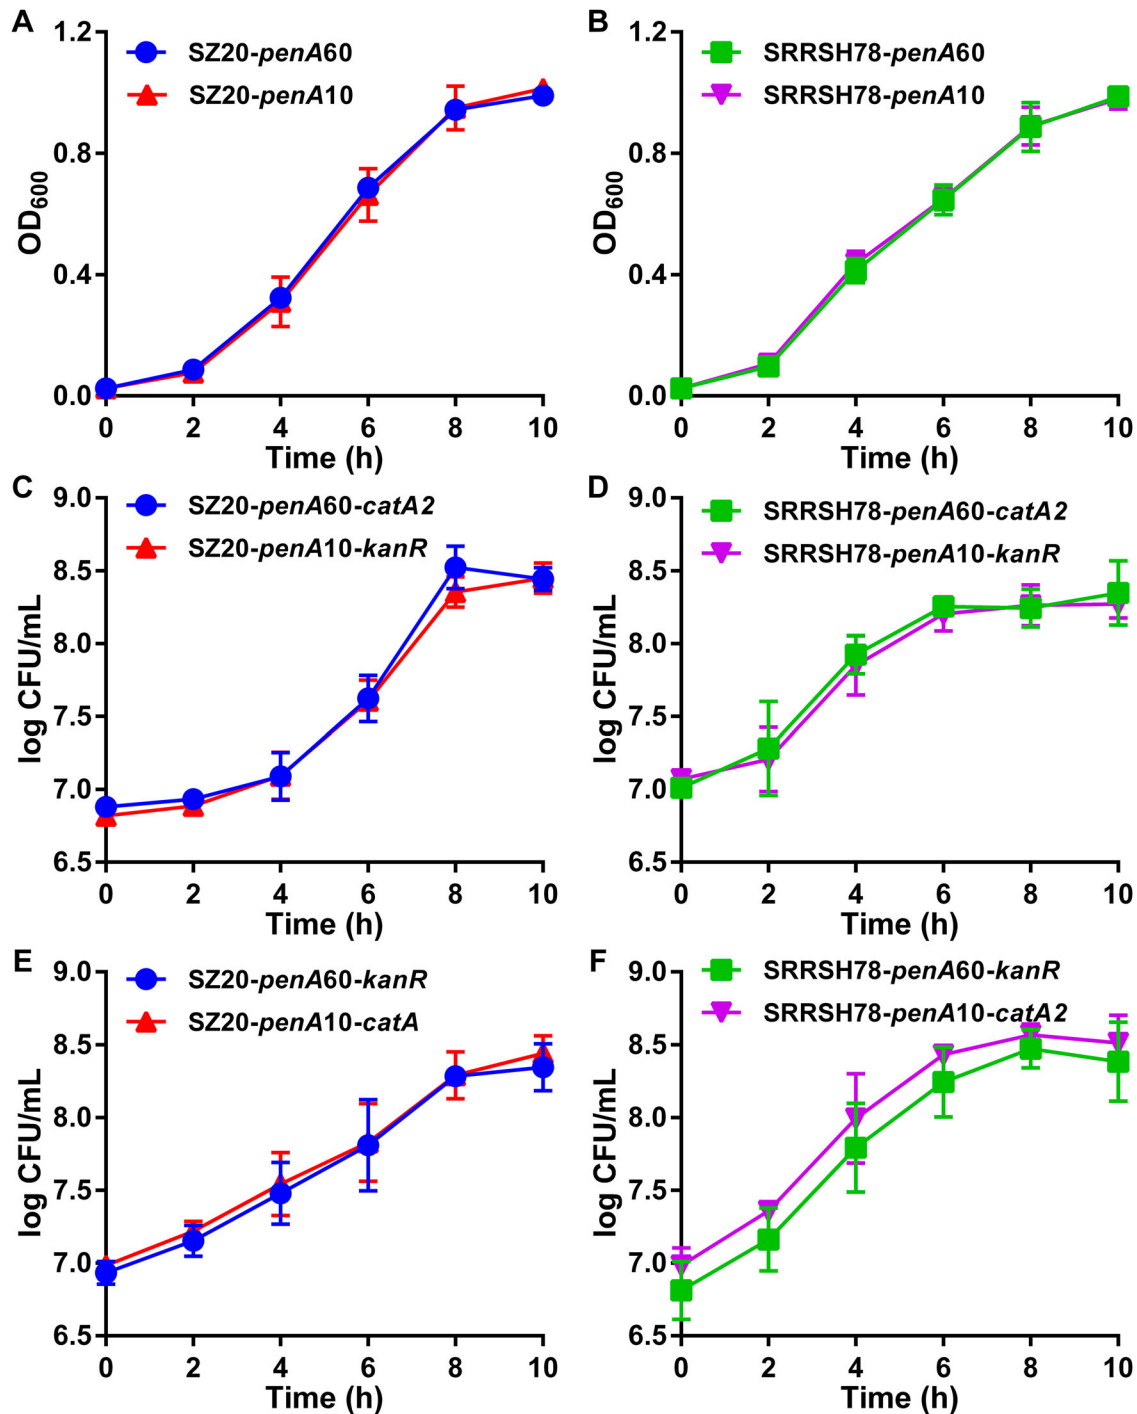 A
1.2
0.8
0.4
0.0
OD600
SZ20-penA60
SZ20-penA10
0 2 4 6 8 10
Time (h)
B
1.2
0.8
0.4
0.0
OD600
SRRSH78-penA60
SRRSH78-penA10
0 2 4 6 8 10
Time (h)
C
9.0
8.5
8.0
7.5
7.0
6.5
log CFU/mL
SZ20-penA60-catA2
SZ20-penA10-kanR
0 2 4 6 8 10
Time (h)
D
9.0
8.5
8.0
7.5
7.0
6.5
log CFU/mL
SRRSH78-penA60-catA2
SRRSH78-penA10-kanR
0 2 4 6 8 10
Time (h)
E
9.0
8.5
8.0
7.5
7.0
6.5
log CFU/mL
SZ20-penA60-kanR
SZ20-penA10-catA
0 2 4 6 8 10
Time (h)
F
9.0
8.5
8.0
7.5
7.0
6.5
log CFU/mL
SRRSH78-penA60-kanR
SRRSH78-penA10-catA2
0 2 4 6 8 10
Time (h)